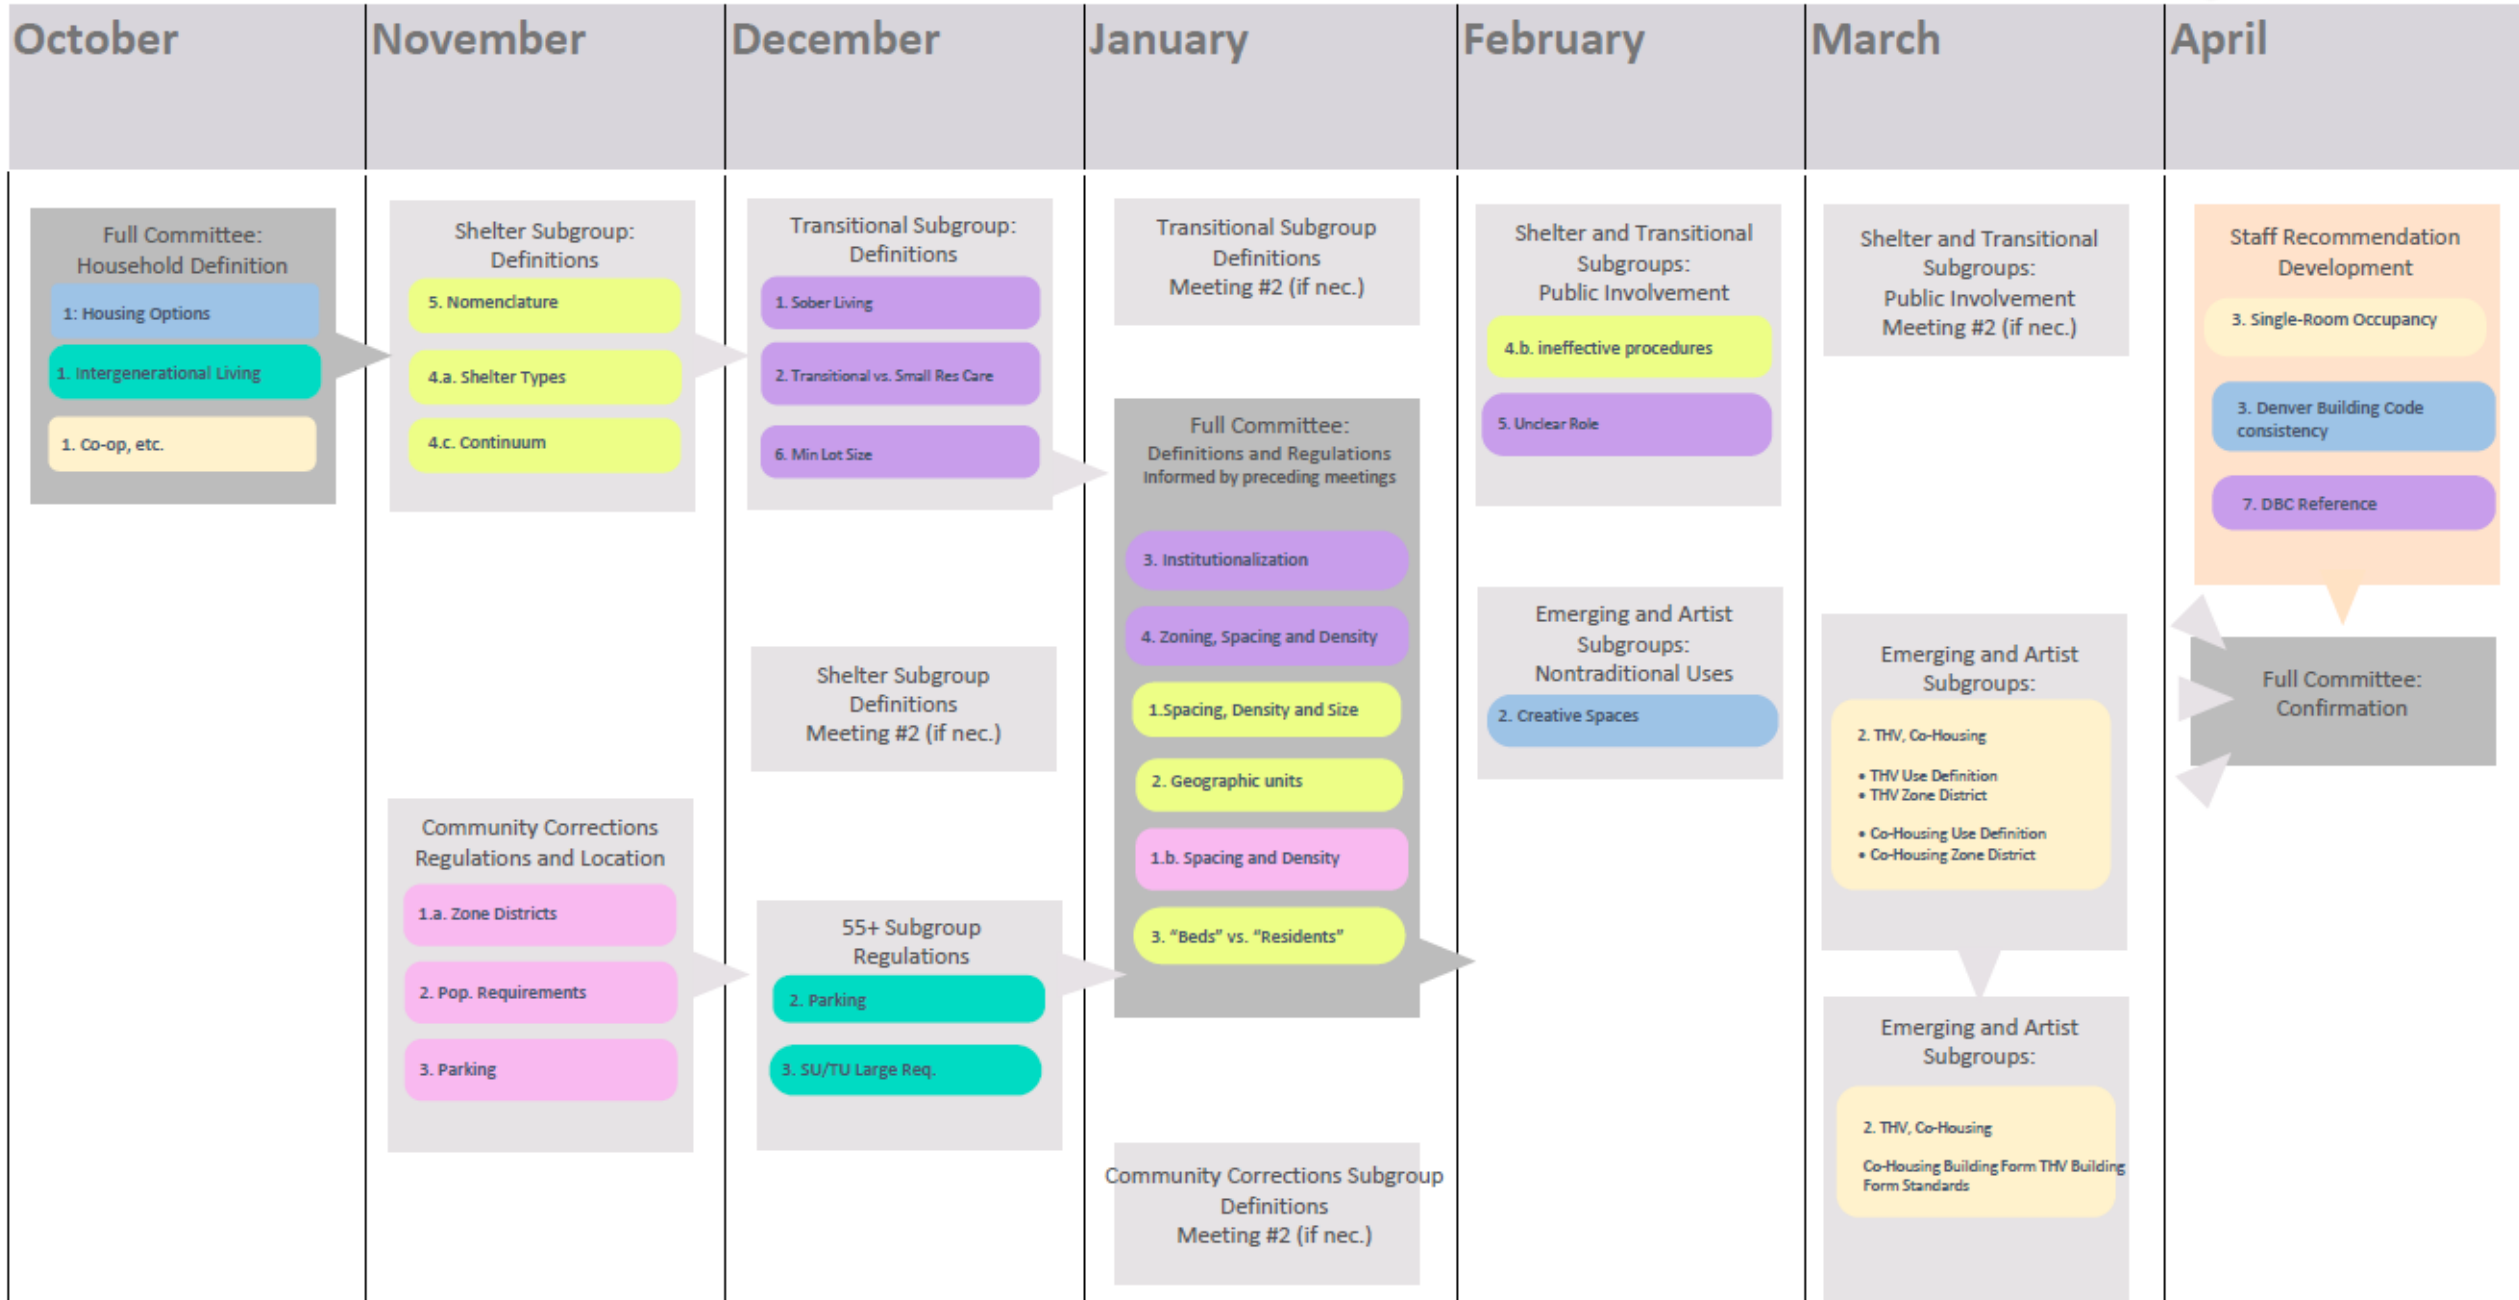 October
November
December
January
February
March
April
Full Committee:
Household Definition
1: Housing Options
1. Intergenerational Living
1. Co-op, etc.
Shelter Subgroup:
Definitions
5. Nomenclature
4.a. Shelter Types
4.c. Continuum
Community Corrections
Regulations and Location
1.a. Zone Districts
2. Pop. Requirements
3. Parking
Transitional Subgroup:
Definitions
1. Sober Living
2. Transitional vs. Small Res Care
6. Min Lot Size
Shelter Subgroup
Definitions
Meeting #2 (if nec.)
55+ Subgroup
Regulations
2. Parking
3. SU/TU Large Req.
Transitional Subgroup
Definitions
Meeting #2 (if nec.)
Full Committee:
Definitions and Regulations
Informed by preceding meetings
3. Institutionalization
4. Zoning, Spacing and Density
1.Spacing, Density and Size
2. Geographic units
1.b. Spacing and Density
3. “Beds” vs. “Residents”
Community Corrections Subgroup
Definitions
Meeting #2 (if nec.)
Shelter and Transitional
Subgroups:
Public Involvement
4.b. ineffective procedures
5. Unclear Role
Emerging and Artist
Subgroups:
Nontraditional Uses
2. Creative Spaces
Shelter and Transitional
Subgroups:
Public Involvement
Meeting #2 (if nec.)
Emerging and Artist
Subgroups:
2. THV, Co-Housing
• THV Use Definition
• THV Zone District
• Co-Housing Use Definition
• Co-Housing Zone District
Emerging and Artist
Subgroups:
2. THV, Co-Housing
Co-Housing Building Form THV Building
Form Standards
Staff Recommendation
Development
3. Single-Room Occupancy
3. Denver Building Code
consistency
7. DBC Reference
Full Committee:
Confirmation